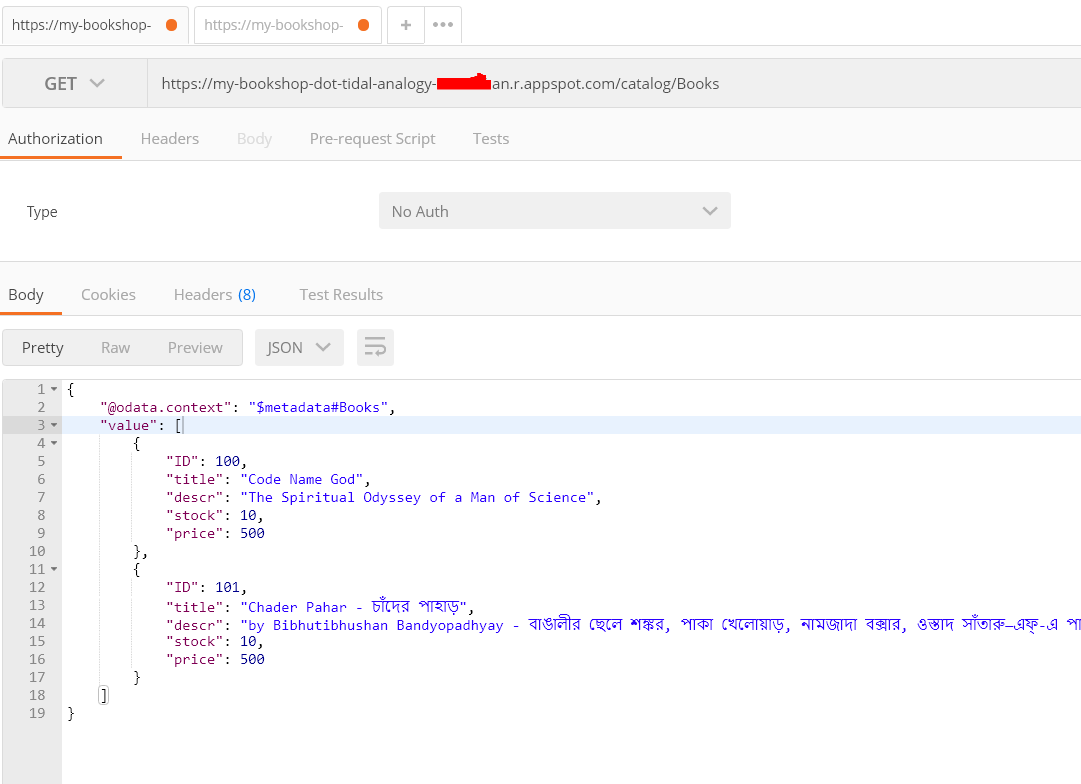 https://my-bookshop- https://my-bookshop- + •••
GET https://my-bookshop-dot-tidal-analogy- an.r.appspot.com/catalog/Books
Authorization Headers Body Pre-request Script Tests
Type No Auth
Body Cookies Headers (8) Test Results
Pretty Raw Preview JSON
1 {
2 "@odata.context": "$metadata#Books",
3 "value": [
4 {
5 "ID": 100,
6 "title": "Code Name God",
7 "descr": "The Spiritual Odyssey of a Man of Science",
8 "stock": 10,
9 "price": 500
10 },
11 {
12 "ID": 101,
13 "title": "Chader Pahar - চাঁদের পাহাড়",
14 "descr": "by Bibhutibhushan Bandyopadhyay - বাঙালীর ছেলে শঙ্কর, পাকা খেলোয়াড়, নামজাদা বক্সার, ওস্তাদ সাঁতারু—এফ্-এ পা
15 "stock": 10,
16 "price": 500
17 }
18 ]
19 }